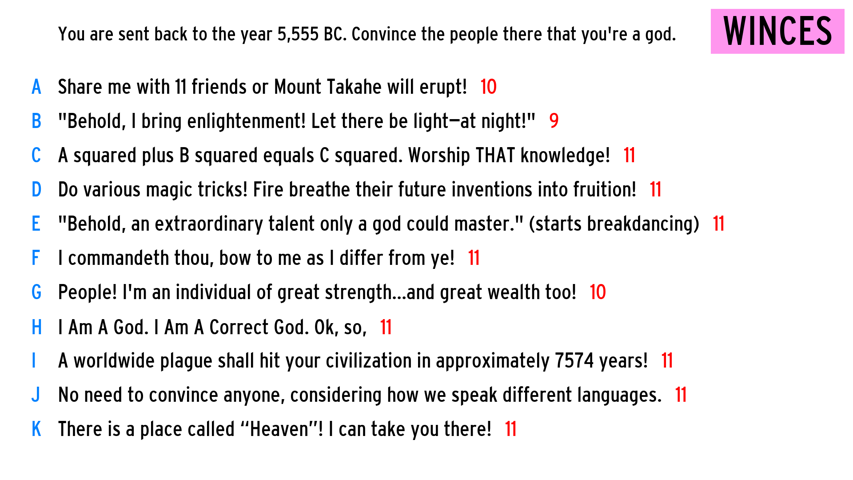 You are sent back to the year 5,555 BC. Convince the people there that you're a god.
WINCES
A Share me with 11 friends or Mount Takahe will erupt! 10
B "Behold, I bring enlightenment! Let there be light—at night!" 9
C A squared plus B squared equals C squared. Worship THAT knowledge! 11
D Do various magic tricks! Fire breathe their future inventions into fruition! 11
E "Behold, an extraordinary talent only a god could master." (starts breakdancing) 11
F I commandeth thou, bow to me as I differ from ye! 11
G People! I'm an individual of great strength...and great wealth too! 10
H I Am A God. I Am A Correct God. Ok, so, 11
I A worldwide plague shall hit your civilization in approximately 7574 years! 11
J No need to convince anyone, considering how we speak different languages. 11
K There is a place called “Heaven”! I can take you there! 11